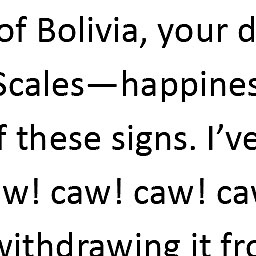 of Bolivia, your d
Scales—happines
f these signs. I've
w! caw! caw! cav
withdrawing it fro